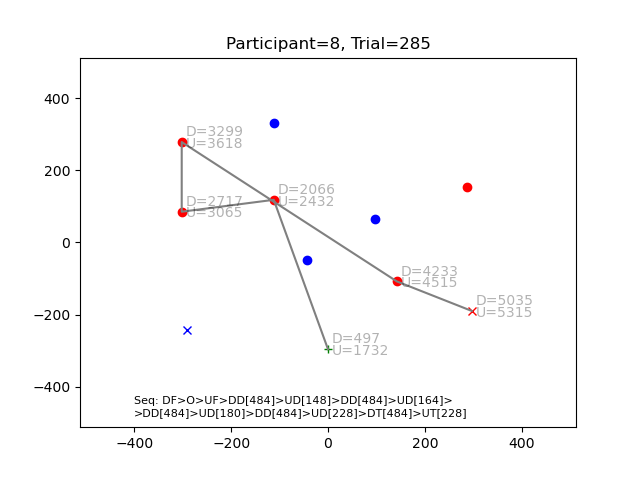 Participant=8, Trial=285
400
200
0
−200
−400
−400
−200
0
200
400
D=3299
U=3618
D=2717
U=3065
D=2066
U=2432
D=4233
U=4515
D=5035
U=5315
D=497
U=1732
Seq: DF>O>UF>DD[484]>UD[148]>DD[484]>UD[164]>
>DD[484]>UD[180]>DD[484]>UD[228]>DT[484]>UT[228]